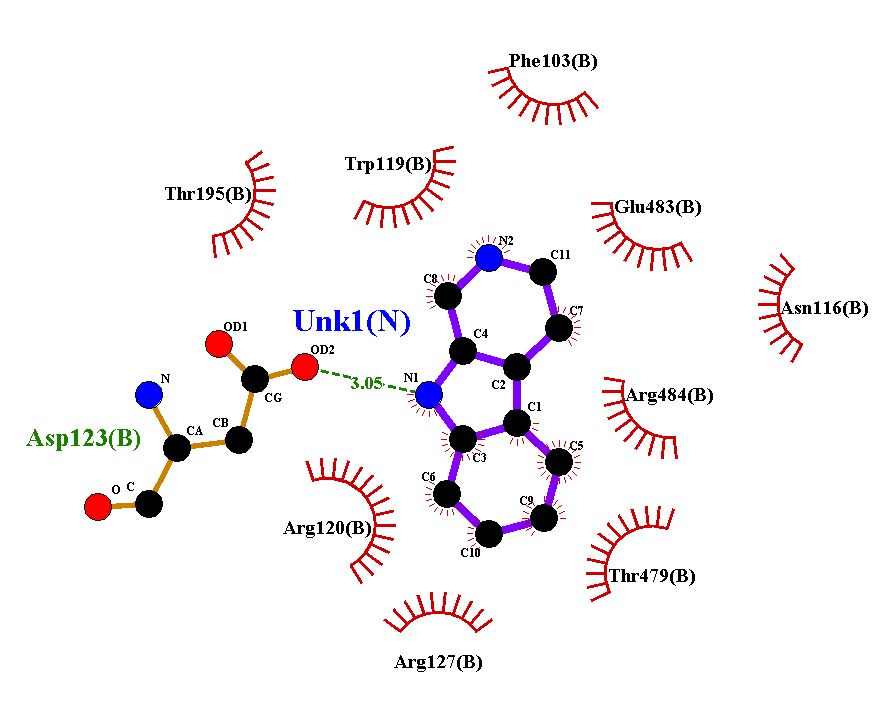 Phe103(B)
Trp119(B)
Thr195(B)
Glu483(B)
N2
C11
C8
Asn116(B)
C7
Unk1(N)
OD1
C4
OD2
C2
N1
3.05
N
CG
Arg484(B)
C1
CA
CB
Asp123(B)
C5
C3
C6
O
C
C9
Arg120(B)
C10
Thr479(B)
Arg127(B)